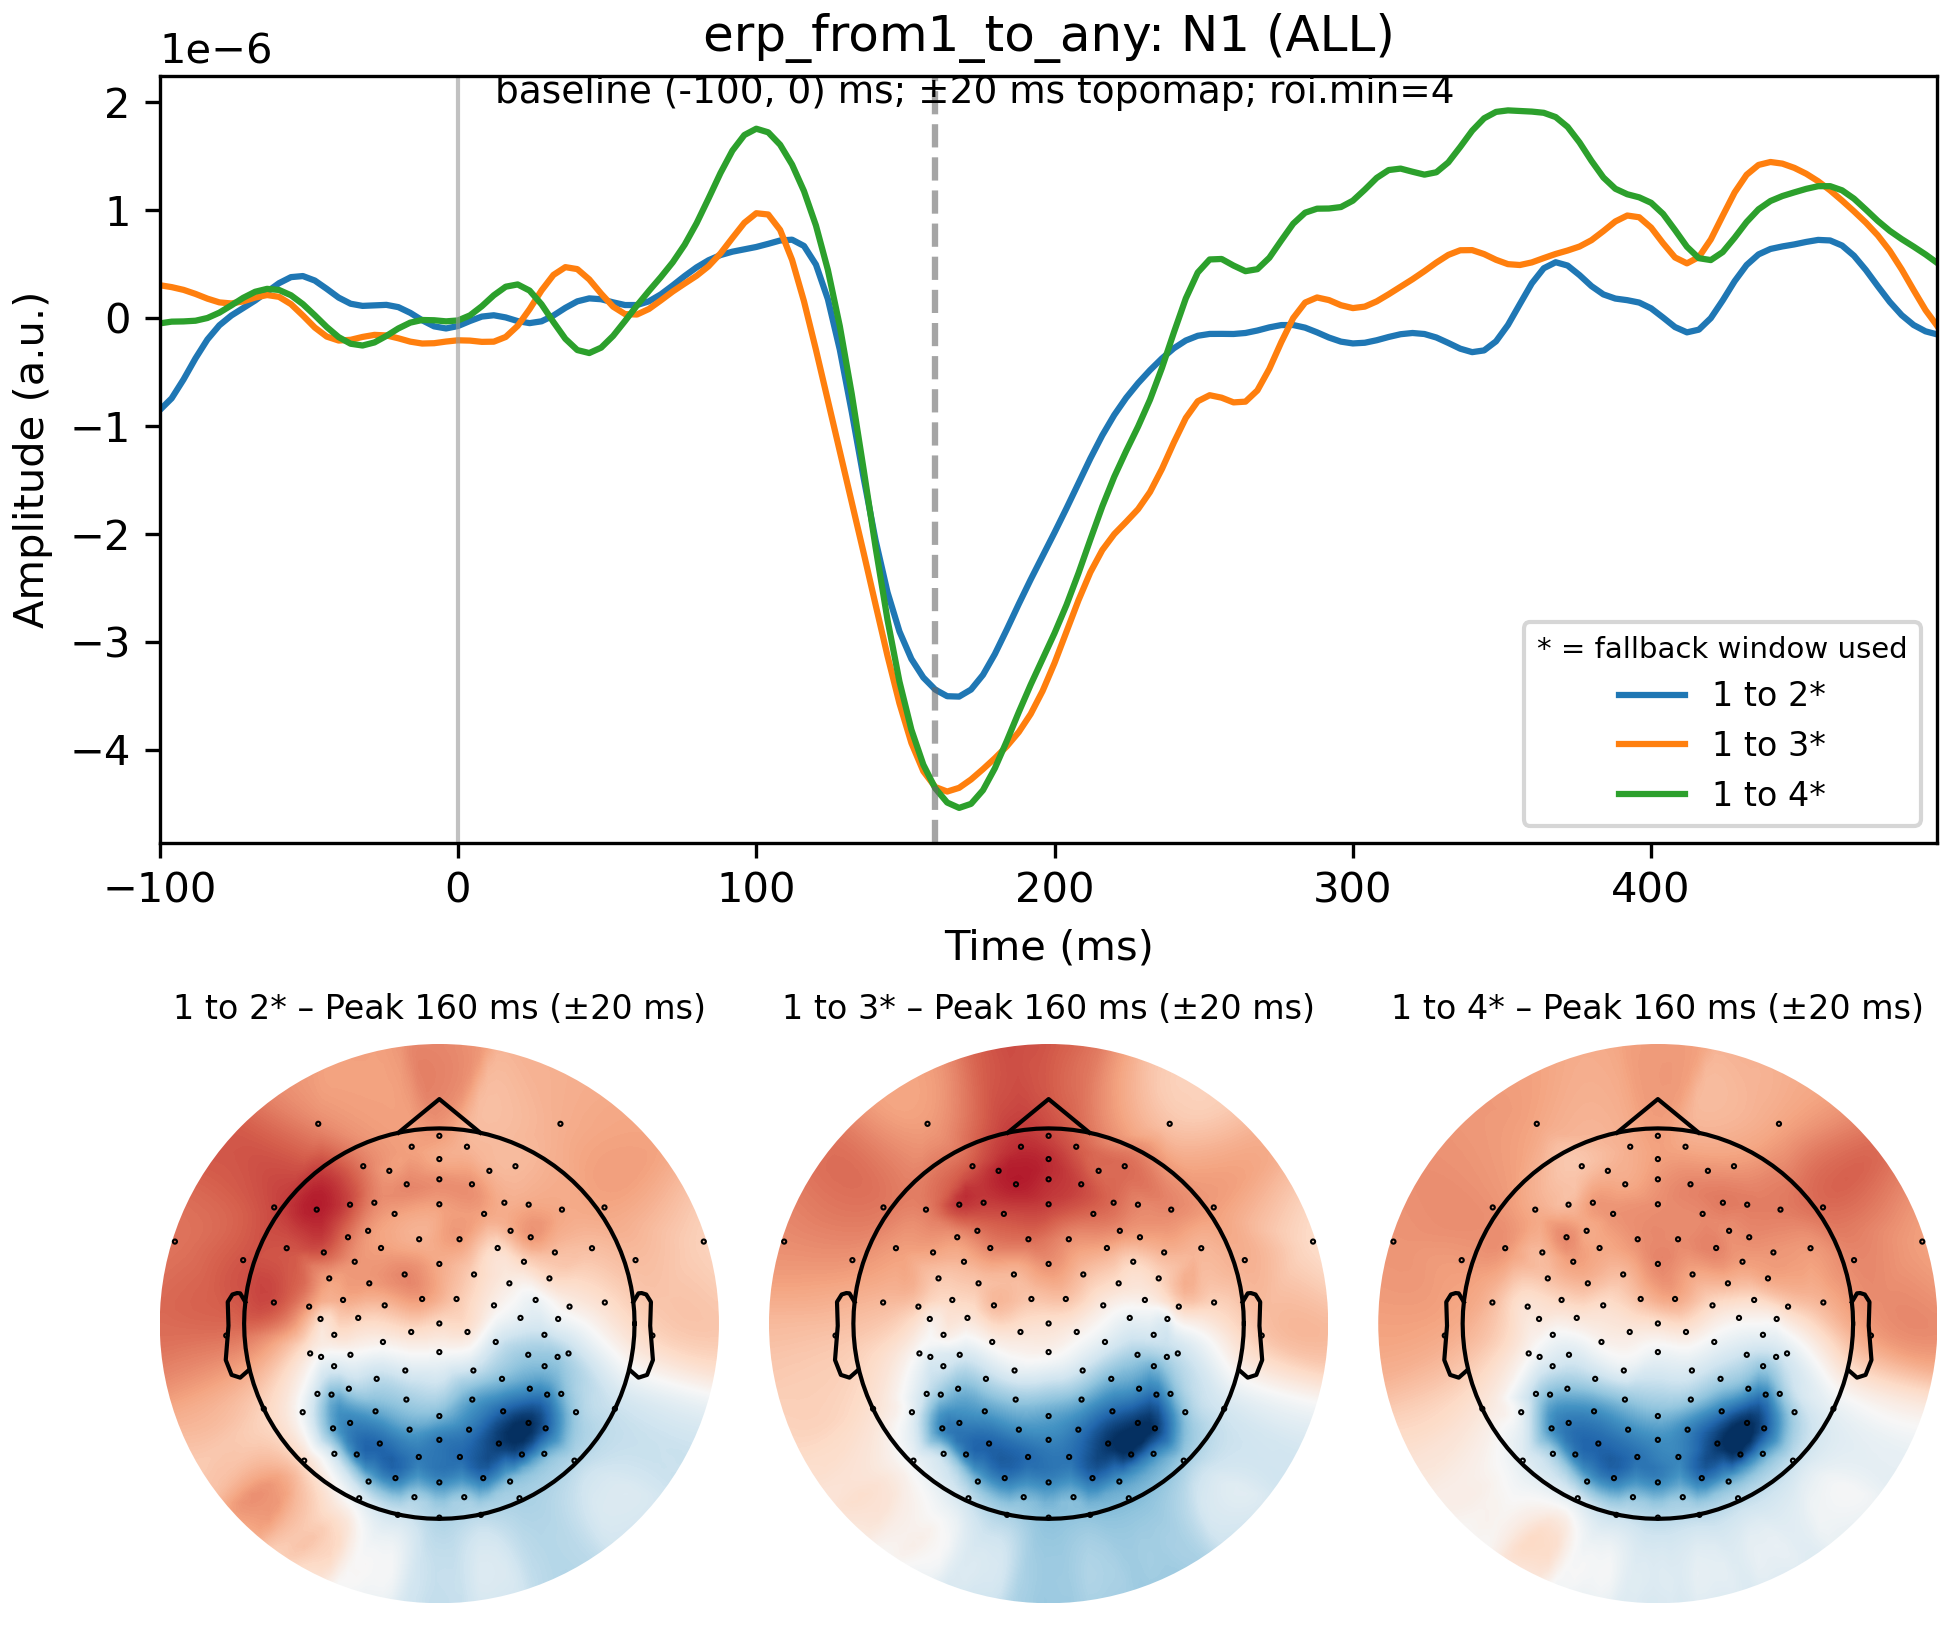 erp_from1_to_any: N1 (ALL)
1e−6
baseline (-100, 0) ms; ±20 ms topomap; roi.min=4
2
1
0
−1
−2
−3
−4
Amplitude (a.u.)
* = fallback window used
1 to 2*
1 to 3*
1 to 4*
−100 0 100 200 300 400
Time (ms)
1 to 2* – Peak 160 ms (±20 ms)
1 to 3* – Peak 160 ms (±20 ms)
1 to 4* – Peak 160 ms (±20 ms)